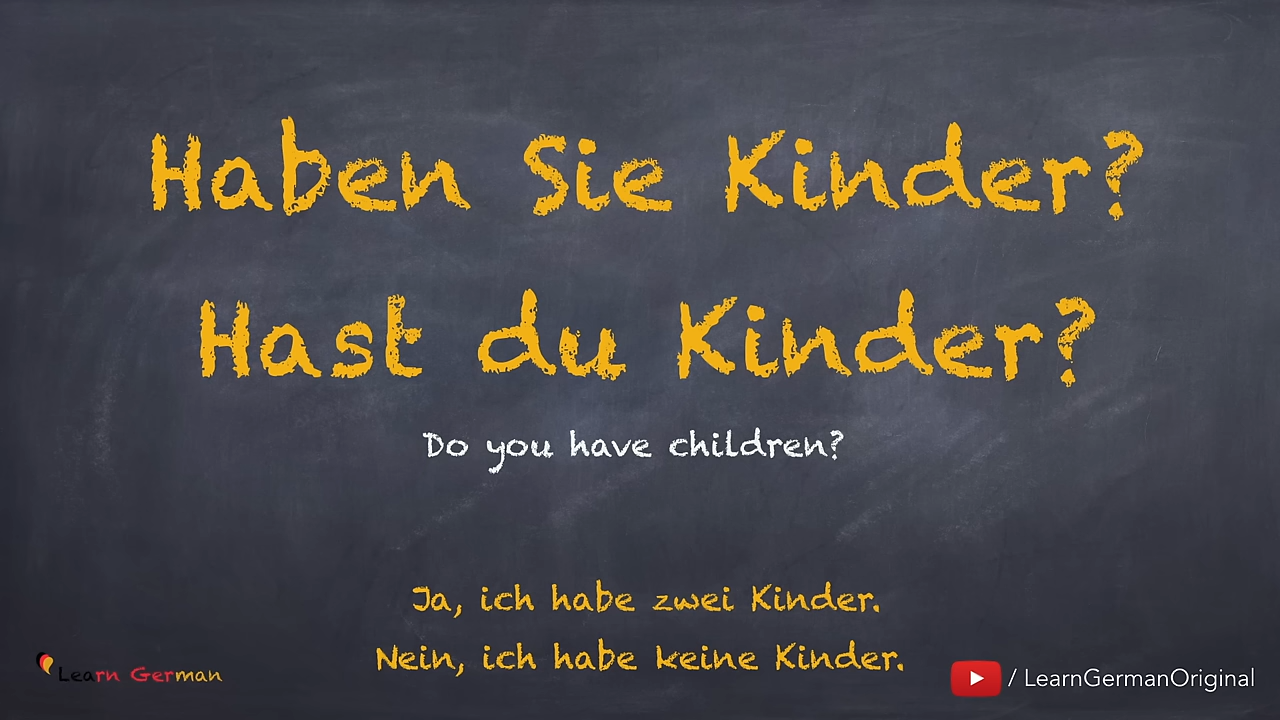 Haben Sie Kinder?
Hast du Kinder?
Do you have children?
Ja, ich habe zwei Kinder.
Nein, ich habe keine Kinder.
Learn German
/ LearnGermanOriginal